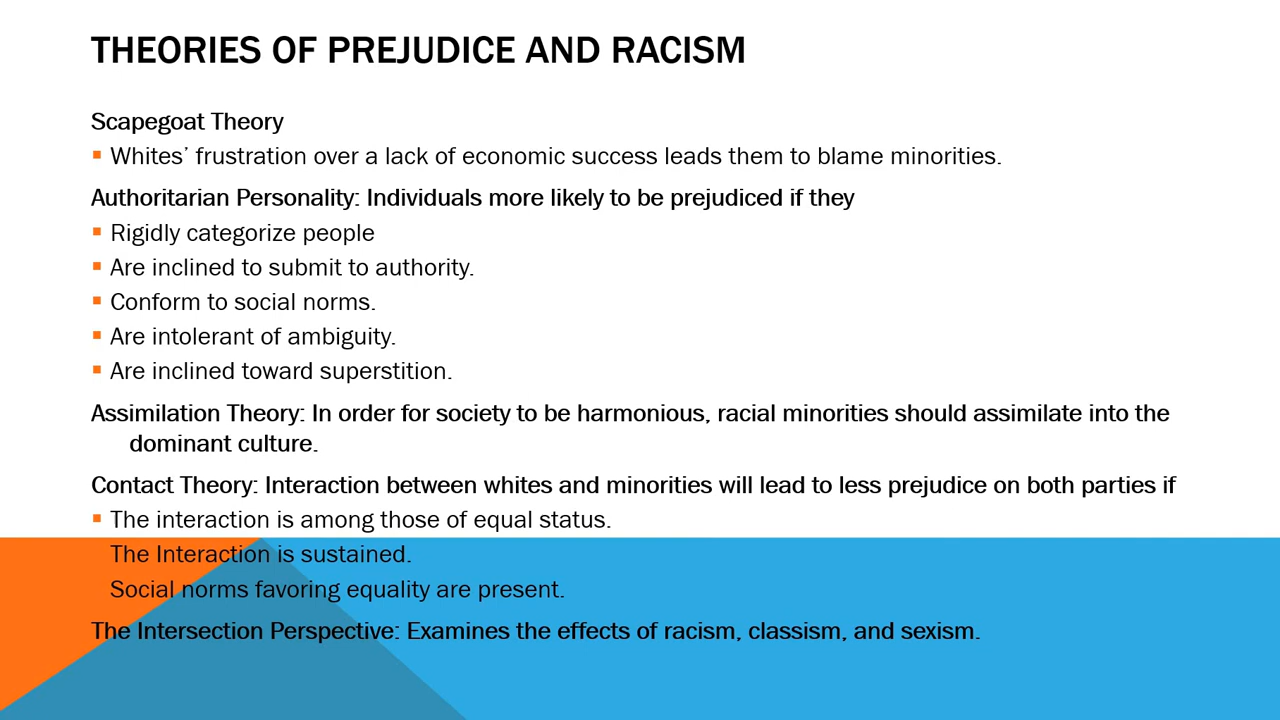 THEORIES OF PREJUDICE AND RACISM
Scapegoat Theory
▪ Whites’ frustration over a lack of economic success leads them to blame minorities.
Authoritarian Personality: Individuals more likely to be prejudiced if they
▪ Rigidly categorize people
▪ Are inclined to submit to authority.
▪ Conform to social norms.
▪ Are intolerant of ambiguity.
▪ Are inclined toward superstition.
Assimilation Theory: In order for society to be harmonious, racial minorities should assimilate into the
dominant culture.
Contact Theory: Interaction between whites and minorities will lead to less prejudice on both parties if
▪ The interaction is among those of equal status.
The Interaction is sustained.
Social norms favoring equality are present.
The Intersection Perspective: Examines the effects of racism, classism, and sexism.